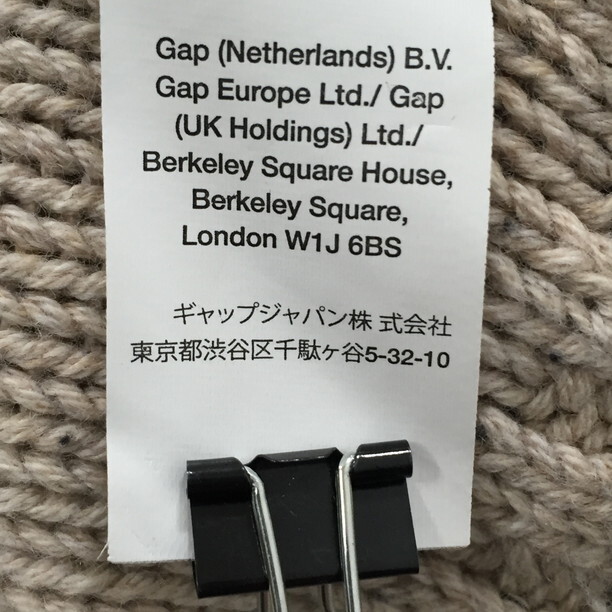 Gap (Netherlands) B.V.
Gap Europe Ltd./ Gap
(UK Holdings) Ltd./
Berkeley Square House,
Berkeley Square,
London W1J 6BS
ギャップジャパン株 式会社
東京都渋谷区千駄ヶ谷5-32-10